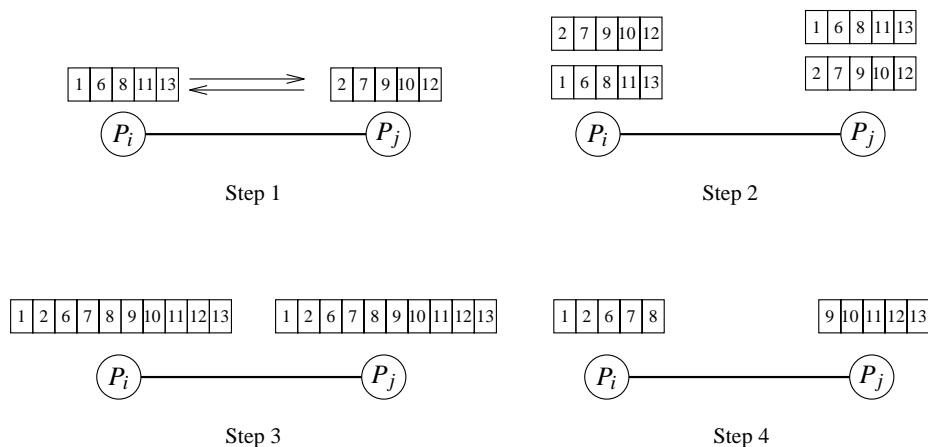 1 6 8 11 13
2 7 9 10 12
P_i
P_j
Step 1
2 7 9 10 12
1 6 8 11 13
1 6 8 11 13
2 7 9 10 12
P_i
P_j
Step 2
1 2 6 7 8 9 10 11 12 13
1 2 6 7 8 9 10 11 12 13
P_i
P_j
Step 3
1 2 6 7 8
9 10 11 12 13
P_i
P_j
Step 4